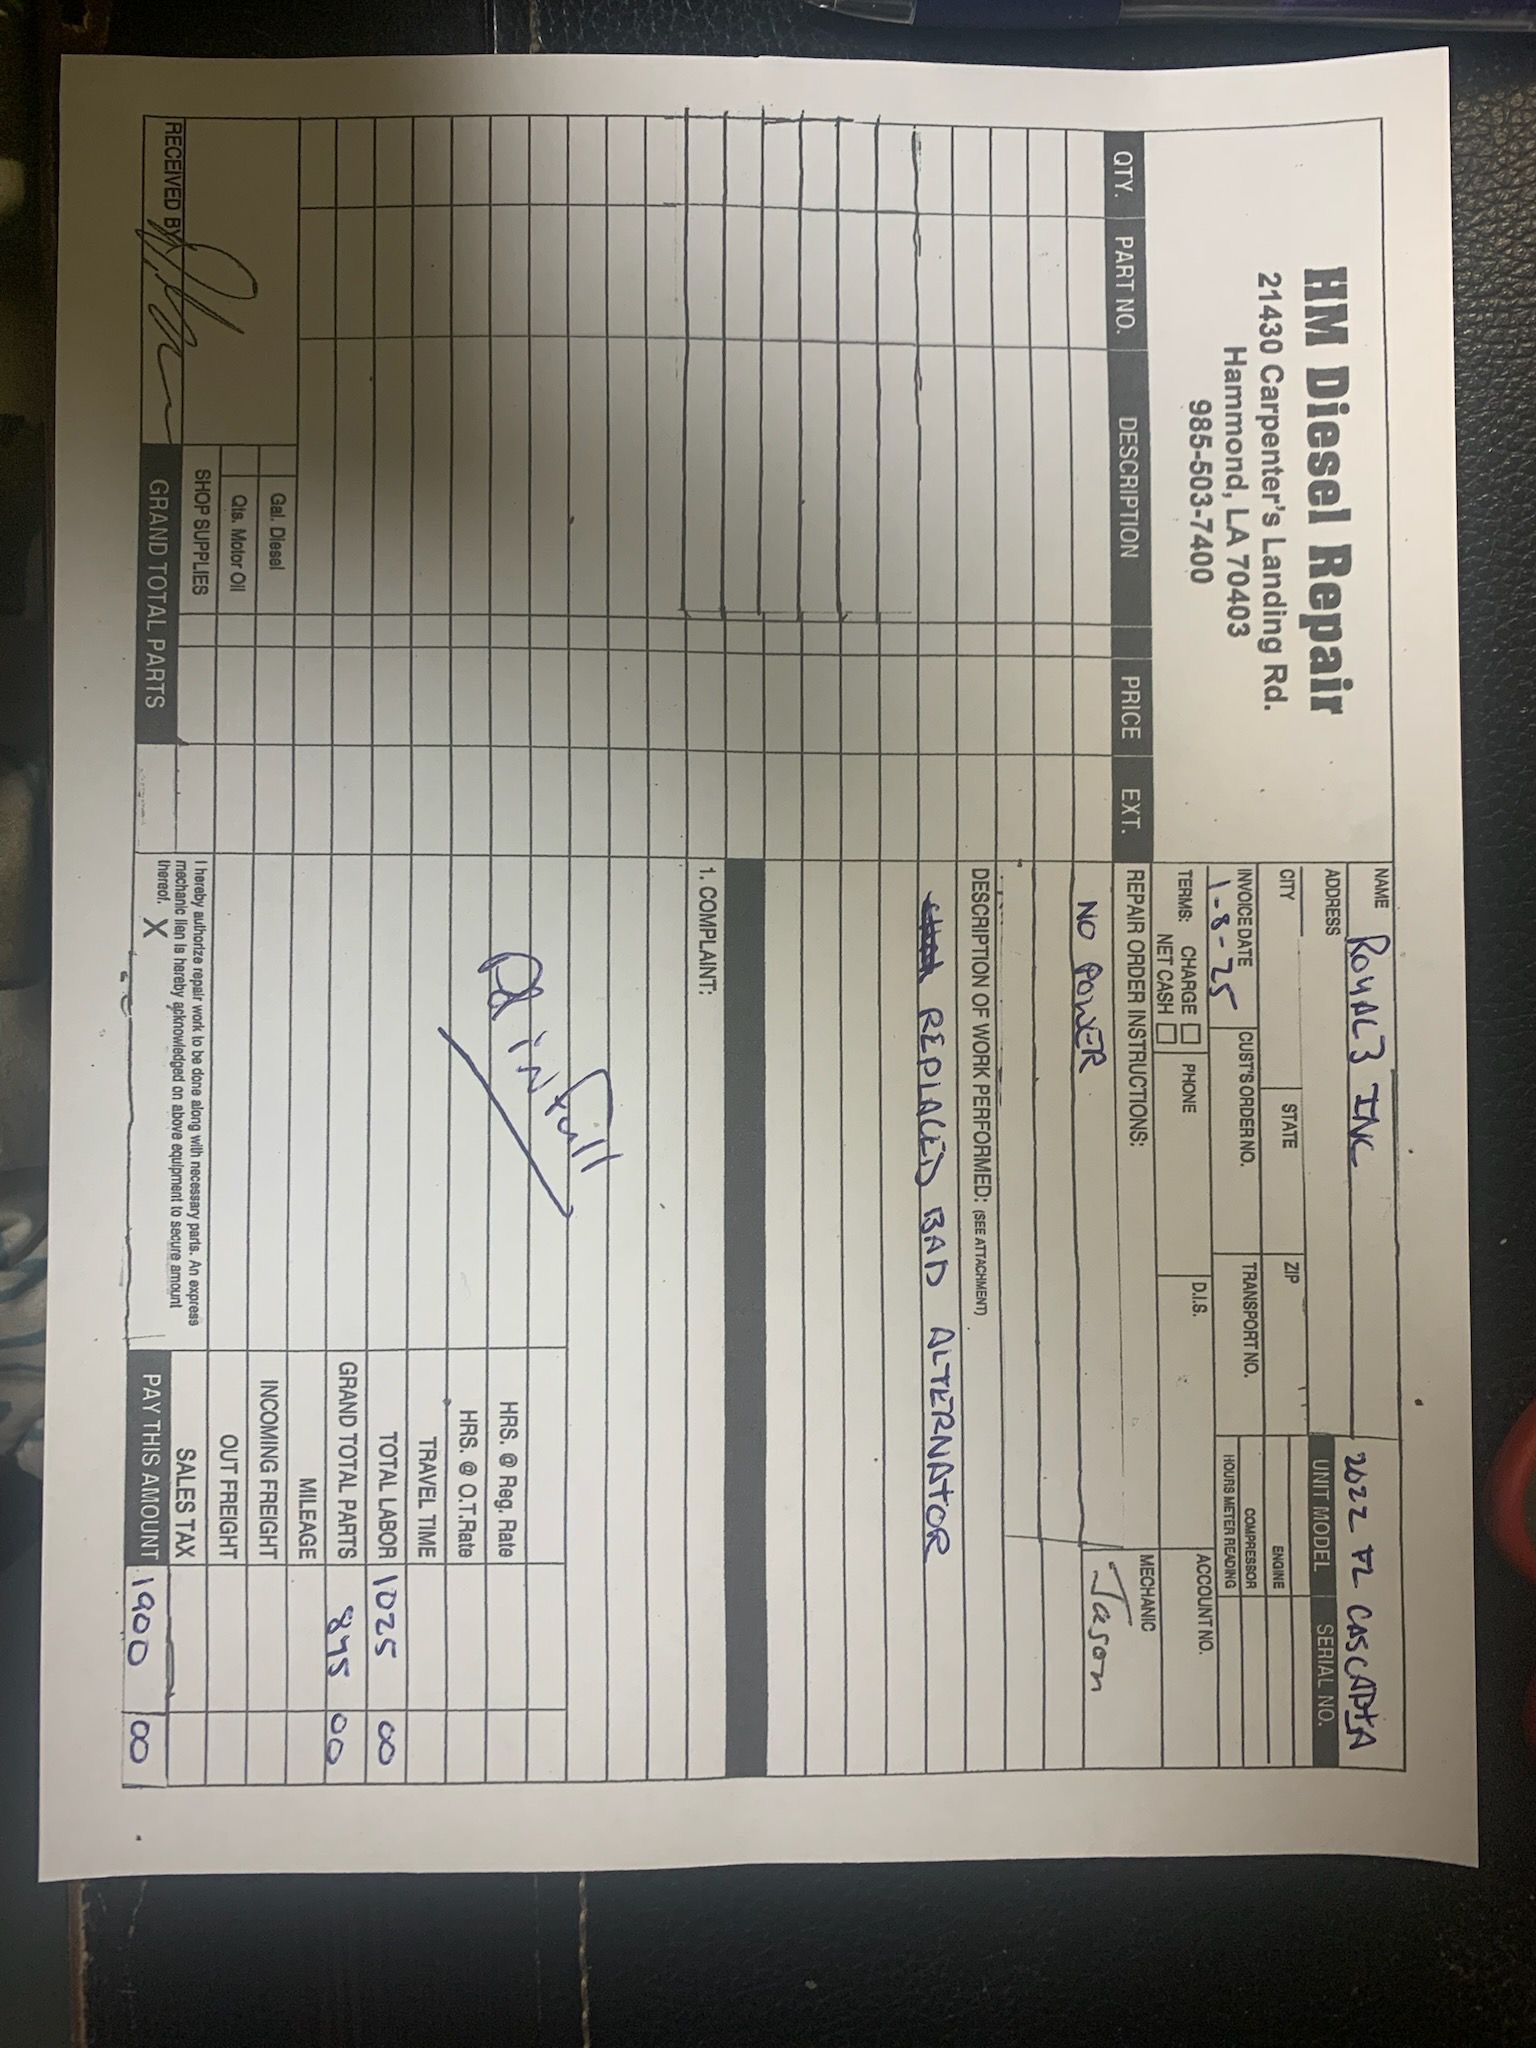 HM Diesel Repair
21430 Carpenter's Landing Rd.
Hammond, LA 70403
985-503-7400
NAME ROYAL3 INC
2022 FL CASCADIA
ADDRESS
UNIT MODEL SERIAL NO.
CITY STATE ZIP
ENGINE
COMPRESSOR
HOURS METER READING
INVOICE DATE CUST'S ORDER NO. TRANSPORT NO.
1-8-25
TERMS: CHARGE
NET CASH
PHONE D.I.S. ACCOUNT NO.
QTY. PART NO. DESCRIPTION PRICE EXT.
REPAIR ORDER INSTRUCTIONS:
MECHANIC
NO POWER
Jason
DESCRIPTION OF WORK PERFORMED: (SEE ATTACHMENT)
REPLACED BAD ALTERNATOR
1. COMPLAINT:
Pd in full
HRS. @ Reg. Rate
HRS. @ O.T.Rate
TRAVEL TIME
TOTAL LABOR 1025 00
GRAND TOTAL PARTS 875 00
MILEAGE
Gal. Diesel
INCOMING FREIGHT
Qts. Motor Oil
OUT FREIGHT
SHOP SUPPLIES
SALES TAX
RECEIVED BY
GRAND TOTAL PARTS
I hereby authorize repair work to be done along with necessary parts. An express
mechanic lien is hereby acknowledged on above equipment to secure amount
thereof. X
PAY THIS AMOUNT 1900 00